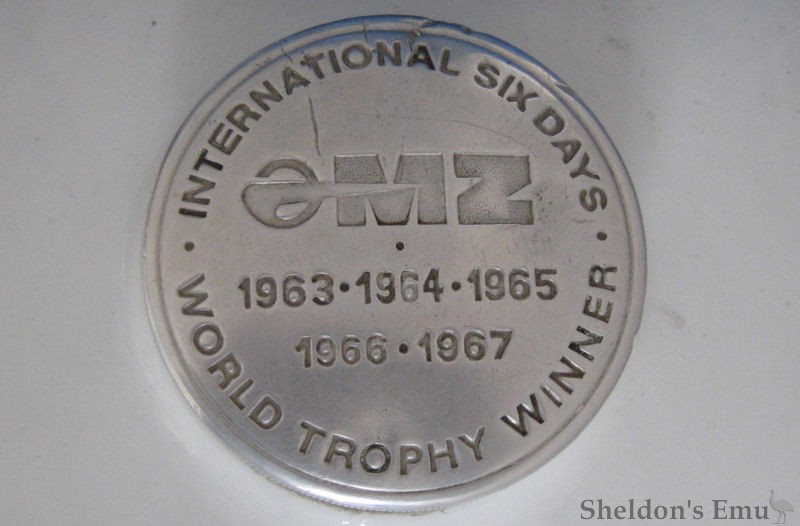 INTERNATIONAL SIX DAYS
MZ
1963·1964·1965
1966·1967
· WORLD TROPHY WINNER ·
Sheldon's Emu